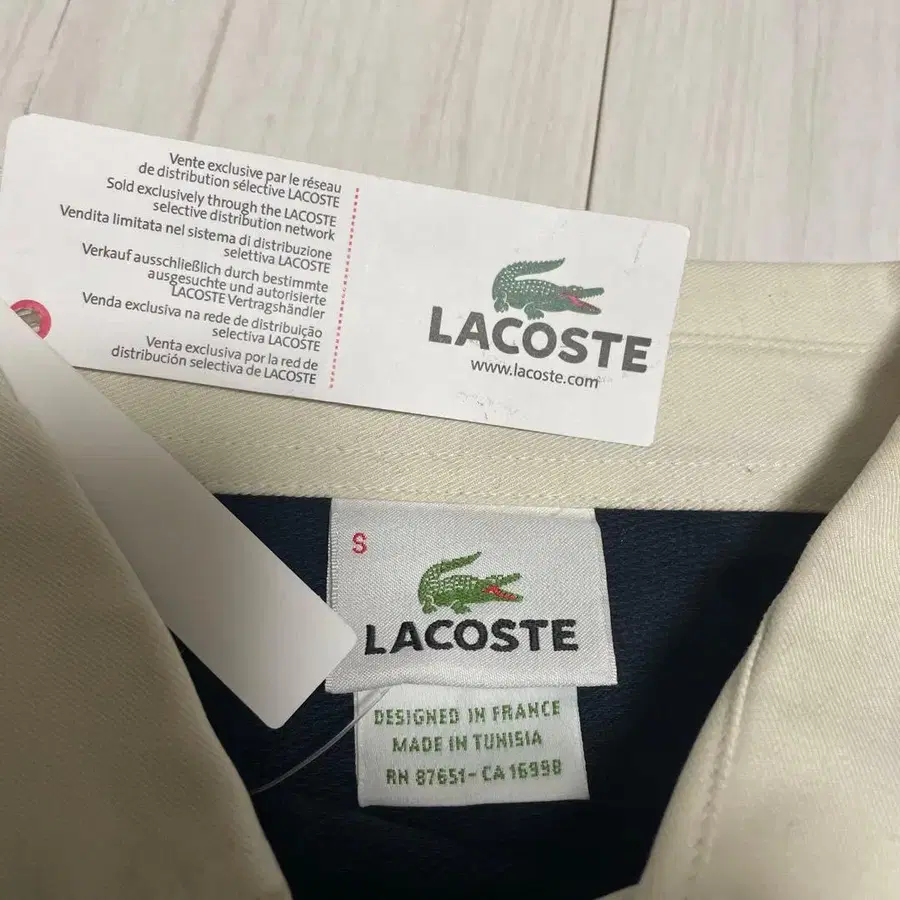 Vente exclusive par le réseau
de distribution sélective LACOSTE
Sold exclusively through the LACOSTE
selective distribution network
Vendita limitata nel sistema di distribuzione
selettiva LACOSTE
Verkauf ausschließlich durch bestimmte
ausgesuchte und autorisierte
LACOSTE Vertragshändler
Venda exclusiva na rede de distribuição
selectiva LACOSTE
Venta exclusiva por la red de
distribución selectiva de LACOSTE
LACOSTE
www.lacoste.com
S
LACOSTE
DESIGNED IN FRANCE
MADE IN TUNISIA
RN 87651-CA 16998